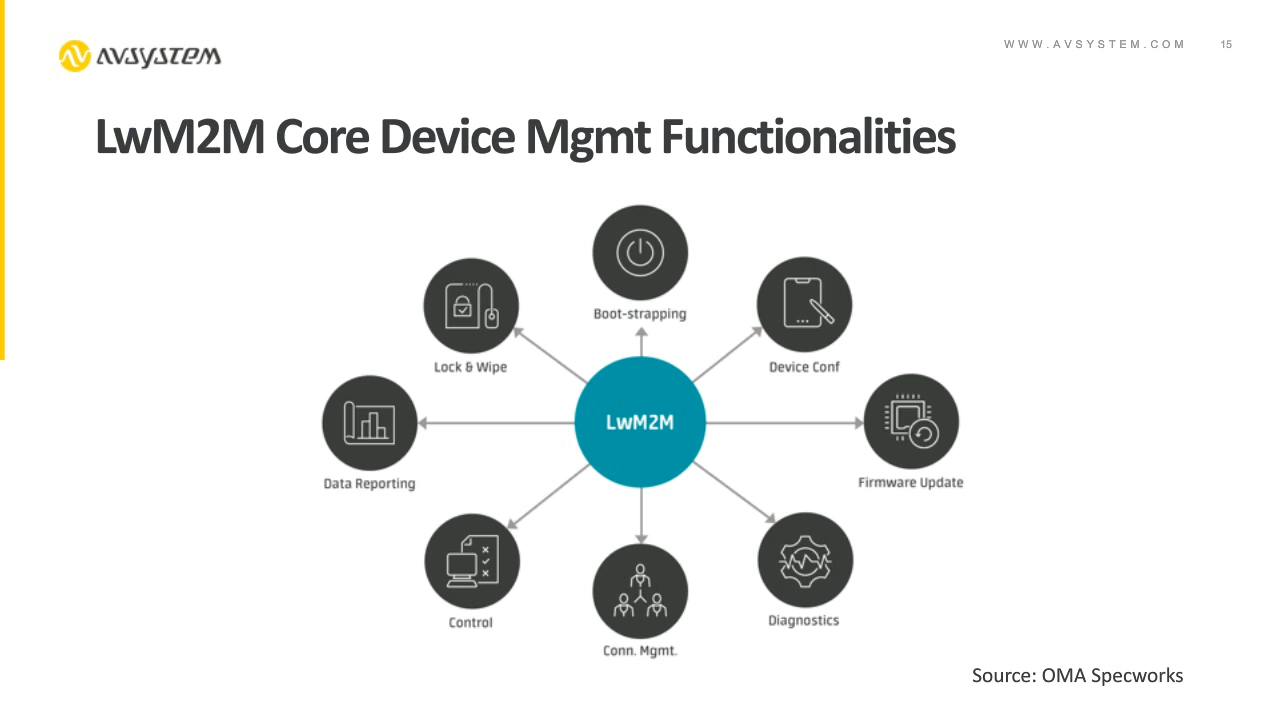 AVSYSTEM
WWW.AVSYSTEM.COM
15
LwM2M Core Device Mgmt Functionalities
Boot-strapping
Lock & Wipe
Device Conf
LwM2M
Data Reporting
Firmware Update
Control
Diagnostics
Conn. Mgmt.
Source: OMA Specworks